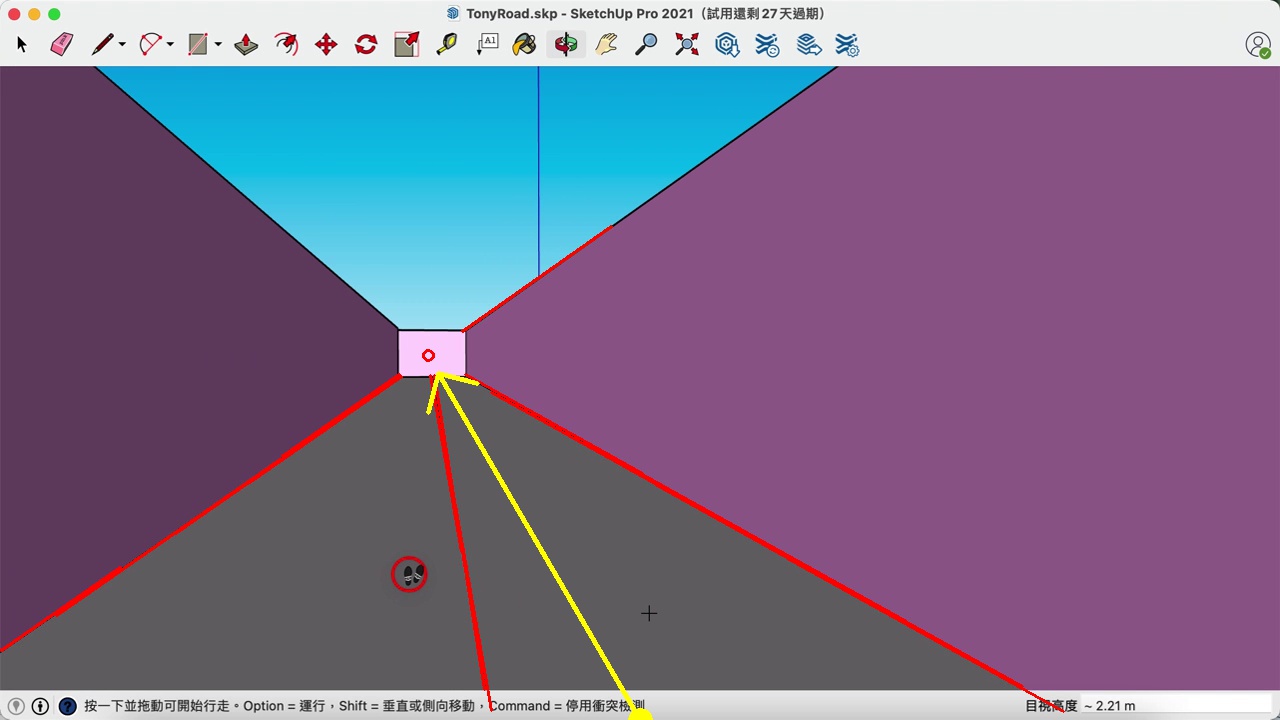 TonyRoad.skp - SketchUp Pro 2021（試用還剩 27 天過期）
A1
按一下並拖動可開始行走。Option = 運行，Shift = 垂直或側向移動，Command = 停用衝突檢測
目視高度 ~ 2.21 m